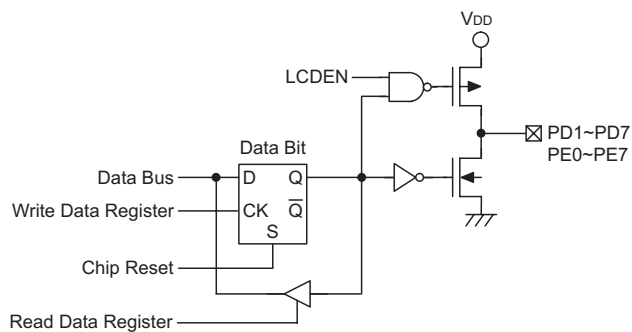 VDD
LCDEN
PD1~PD7
PE0~PE7
Data Bit
Data Bus
D
Q
Write Data Register
CK
Q
S
Chip Reset
Read Data Register